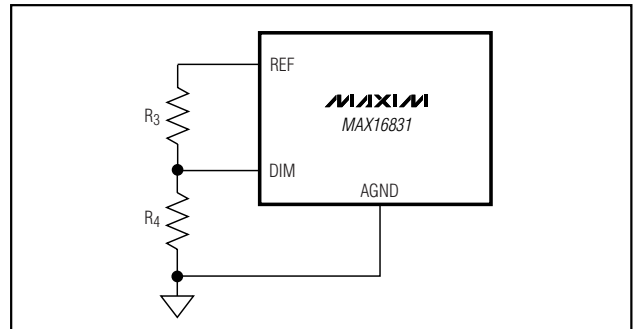 REF
MAXIM
MAX16831
R3
DIM
AGND
R4